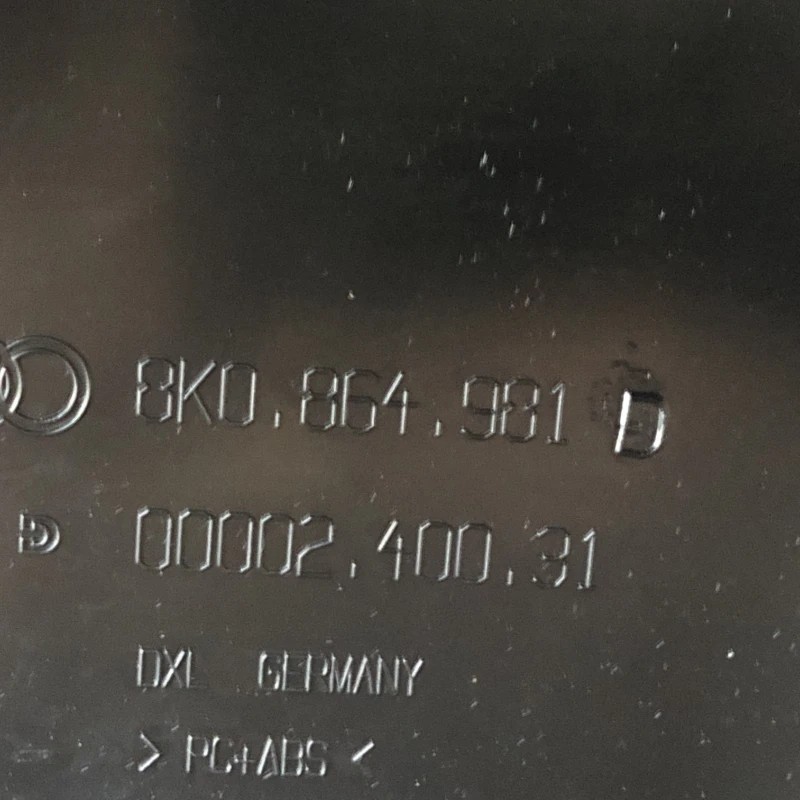 8K0.864.981 D
D 00002.400.31
DXL GERMANY
> PC+ABS <